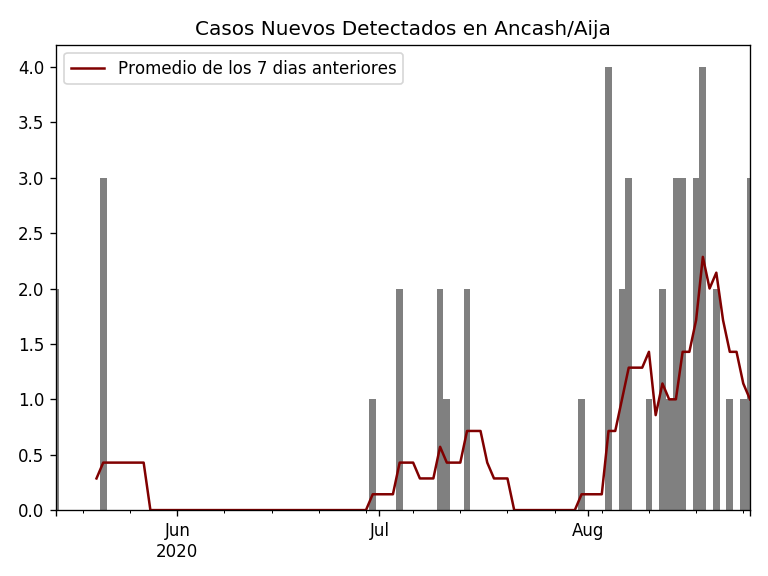 Casos Nuevos Detectados en Ancash/Aija
Promedio de los 7 dias anteriores
4.0
3.5
3.0
2.5
2.0
1.5
1.0
0.5
0.0
Jun
2020
Jul
Aug